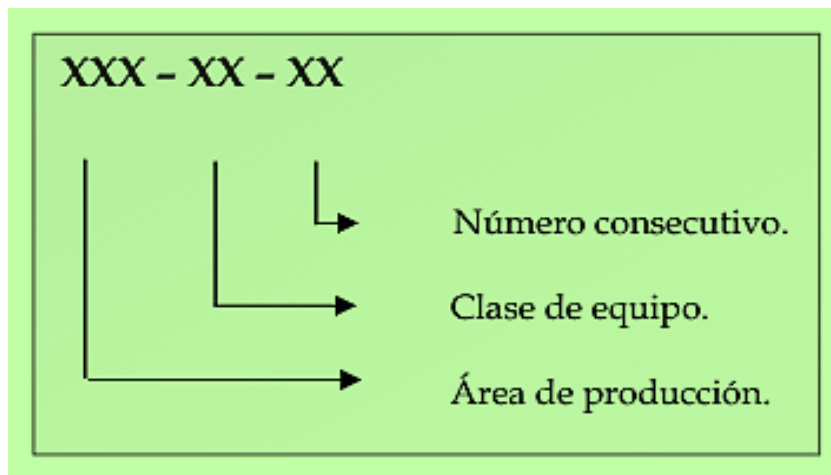 XXX – XX – XX
Número consecutivo.
Clase de equipo.
Área de producción.